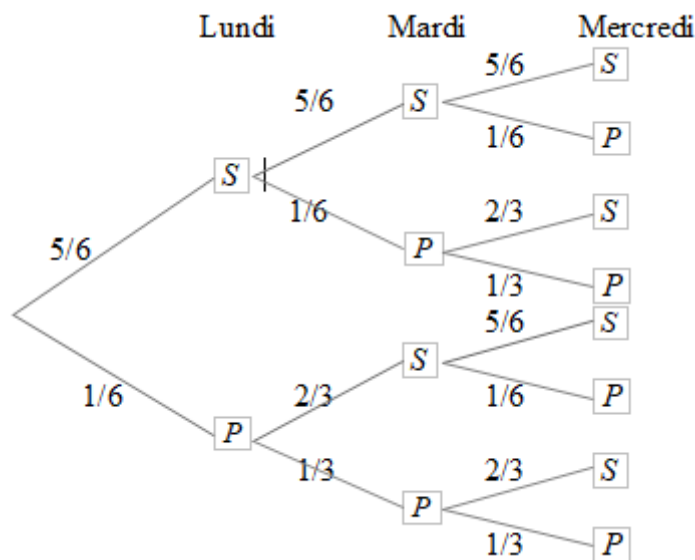 Lundi Mardi Mercredi
5/6 S
5/6 S
1/6 P
S
1/6 2/3 S
5/6 P
1/3 P
5/6 S
S
1/6 2/3 1/6 P
P
2/3 S
1/3 P
1/3 P